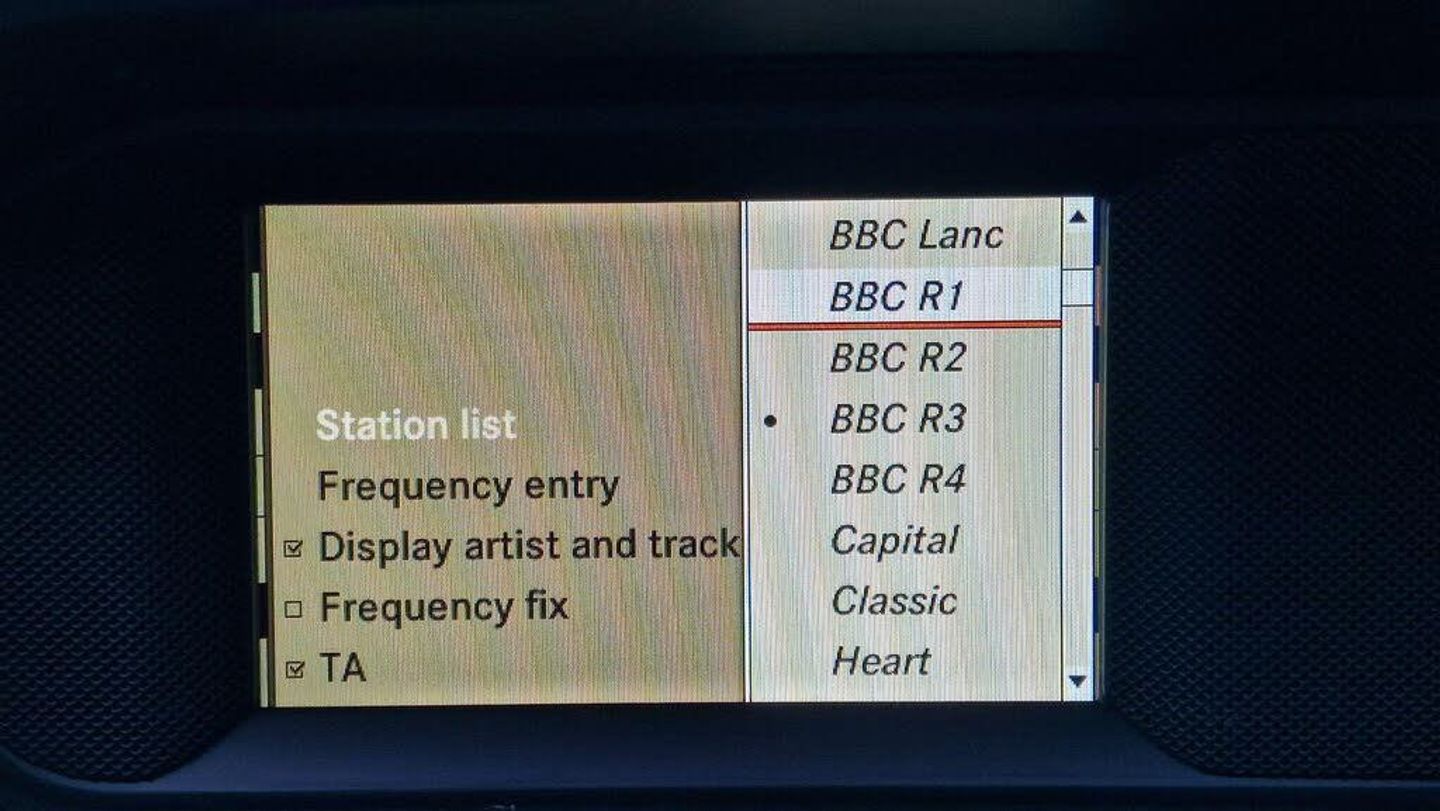 Station list
Frequency entry
Display artist and track
Frequency fix
TA
BBC Lanc
BBC R1
BBC R2
BBC R3
BBC R4
Capital
Classic
Heart